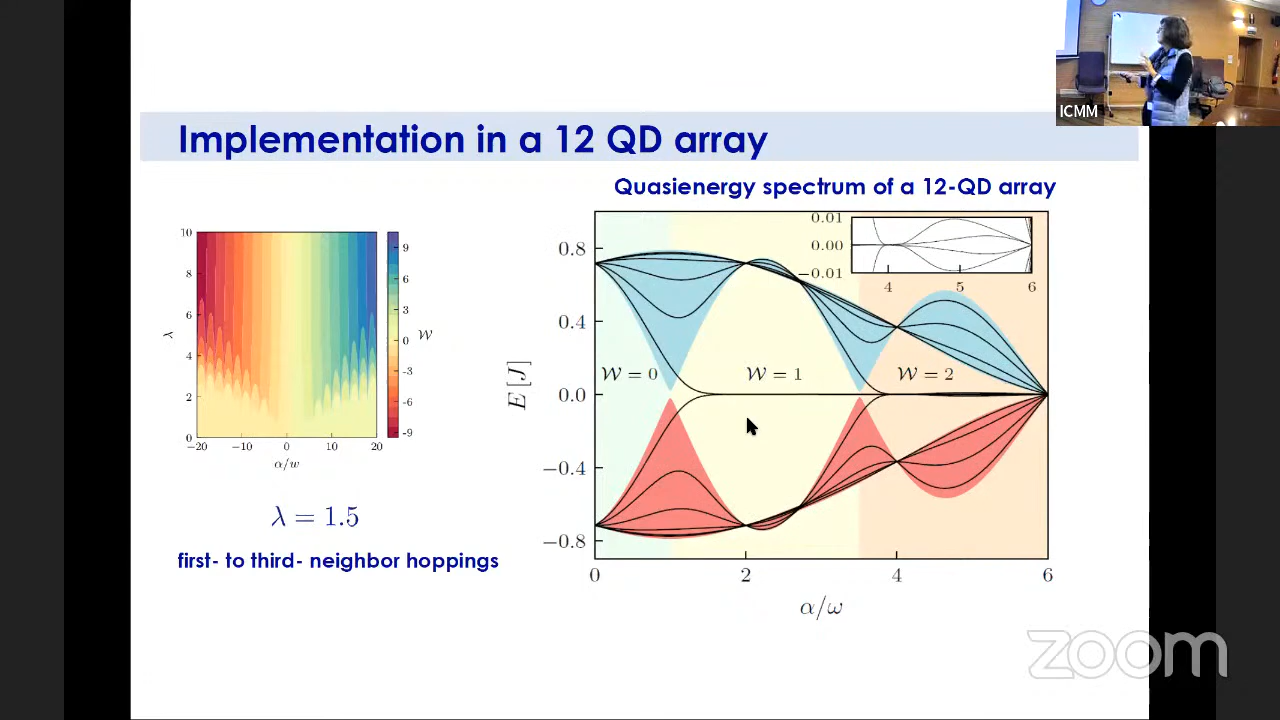 ICMM
Implementation in a 12 QD array
Quasienergy spectrum of a 12-QD array
10
8
6
4
2
0
λ
−20
−10
0
10
20
α/w
9
6
3
0
-3
-6
-9
𝒲
λ = 1.5
first- to third- neighbor hoppings
0.8
0.4
0.0
−0.4
−0.8
E [J]
0.01
0.00
−0.01
4
5
6
𝒲 = 0
𝒲 = 1
𝒲 = 2
0
2
4
6
α/ω
zoom